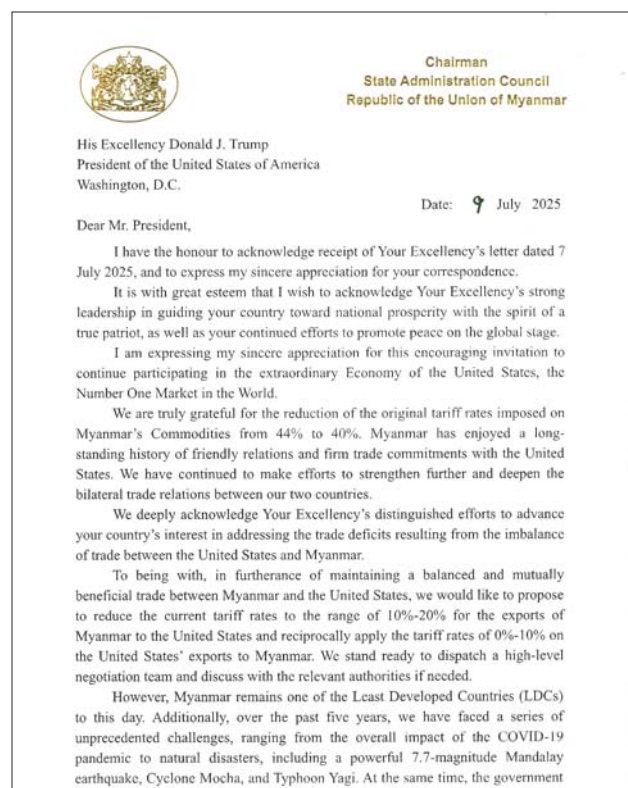 Chairman
State Administration Council
Republic of the Union of Myanmar
His Excellency Donald J. Trump
President of the United States of America
Washington, D.C.
Date: 9 July 2025
Dear Mr. President,
I have the honour to acknowledge receipt of Your Excellency's letter dated 7
July 2025, and to express my sincere appreciation for your correspondence.
It is with great esteem that I wish to acknowledge Your Excellency's strong
leadership in guiding your country toward national prosperity with the spirit of a
true patriot, as well as your continued efforts to promote peace on the global stage.
I am expressing my sincere appreciation for this encouraging invitation to
continue participating in the extraordinary Economy of the United States, the
Number One Market in the World.
We are truly grateful for the reduction of the original tariff rates imposed on
Myanmar's Commodities from 44% to 40%. Myanmar has enjoyed a long-
standing history of friendly relations and firm trade commitments with the United
States. We have continued to make efforts to strengthen further and deepen the
bilateral trade relations between our two countries.
We deeply acknowledge Your Excellency's distinguished efforts to advance
your country's interest in addressing the trade deficits resulting from the imbalance
of trade between the United States and Myanmar.
To being with, in furtherance of maintaining a balanced and mutually
beneficial trade between Myanmar and the United States, we would like to propose
to reduce the current tariff rates to the range of 10%-20% for the exports of
Myanmar to the United States and reciprocally apply the tariff rates of 0%-10% on
the United States' exports to Myanmar. We stand ready to dispatch a high-level
negotiation team and discuss with the relevant authorities if needed.
However, Myanmar remains one of the Least Developed Countries (LDCs)
to this day. Additionally, over the past five years, we have faced a series of
unprecedented challenges, ranging from the overall impact of the COVID-19
pandemic to natural disasters, including a powerful 7.7-magnitude Mandalay
earthquake, Cyclone Mocha, and Typhoon Yagi. At the same time, the government